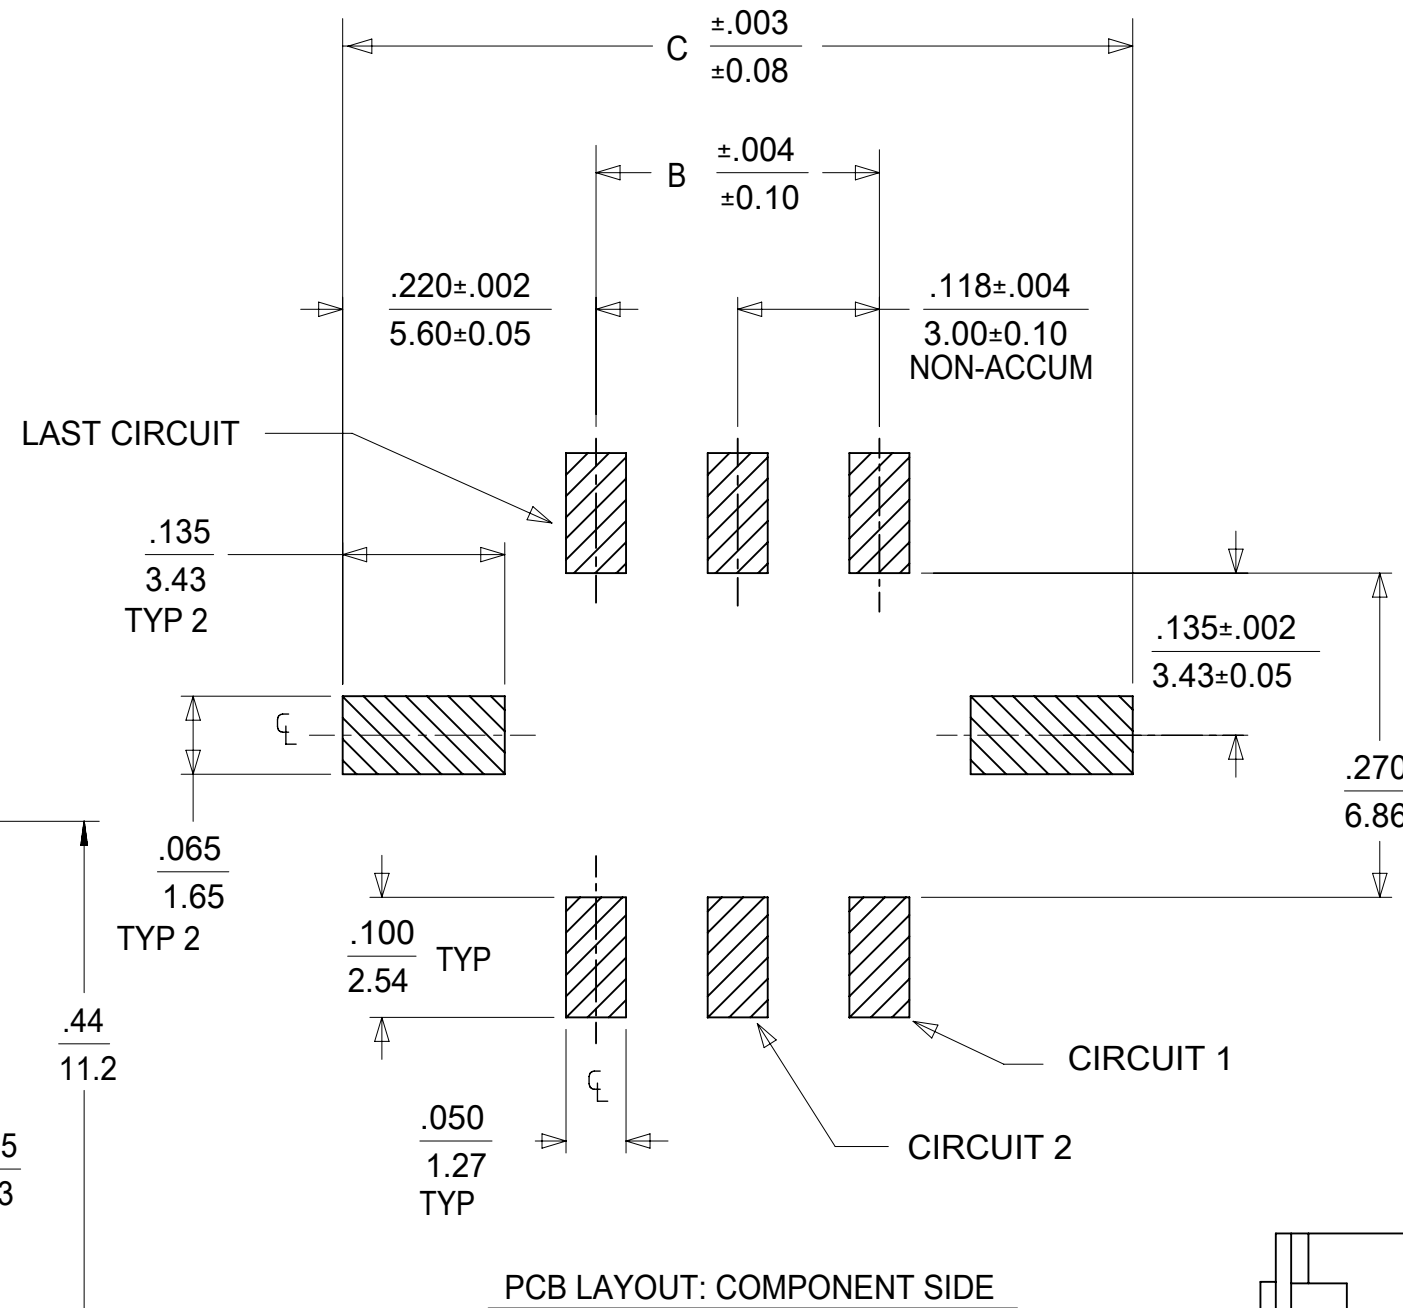 C ±.003
±0.08
B ±.004
±0.10
.220±.002
5.60±0.05
.118±.004
3.00±0.10
NON-ACCUM
LAST CIRCUIT
.135
3.43
TYP 2
.135±.002
3.43±0.05
.270
6.86
.065
1.65
TYP 2
.100
2.54
TYP
.44
11.2
CIRCUIT 1
.050
1.27
TYP
CIRCUIT 2
5
3
PCB LAYOUT: COMPONENT SIDE